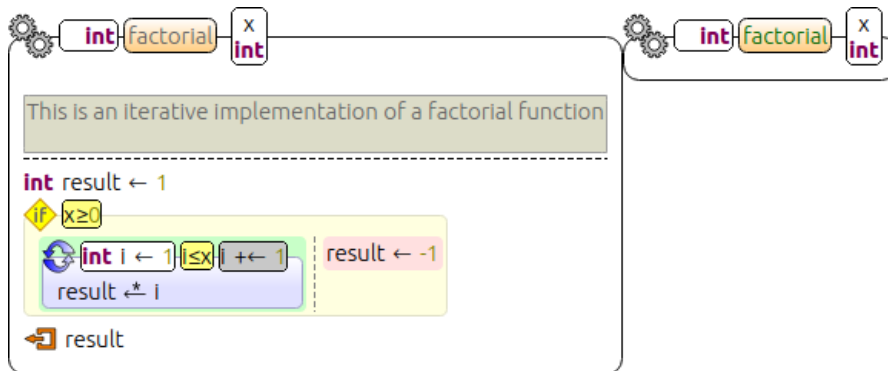 int factorial x int
This is an iterative implementation of a factorial function
int result ← 1
if x≥0
int i ← 1 i≤x i +← 1
result ← -1
result *← i
result
int factorial x int